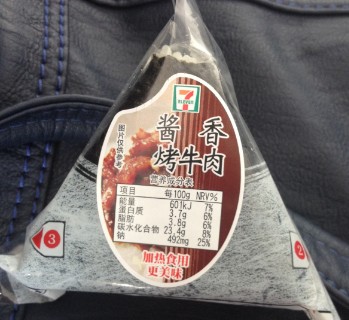 7
ELEVEN
酱香
烤牛肉
图片仅供参考
营养成分表
项目 每100g NRV%
能量 601kJ 7%
蛋白质 3.7g 6%
脂肪 3.8g 6%
碳水化合物 23.4g 8%
钠 492mg 25%
加热食用
更美味
3
2